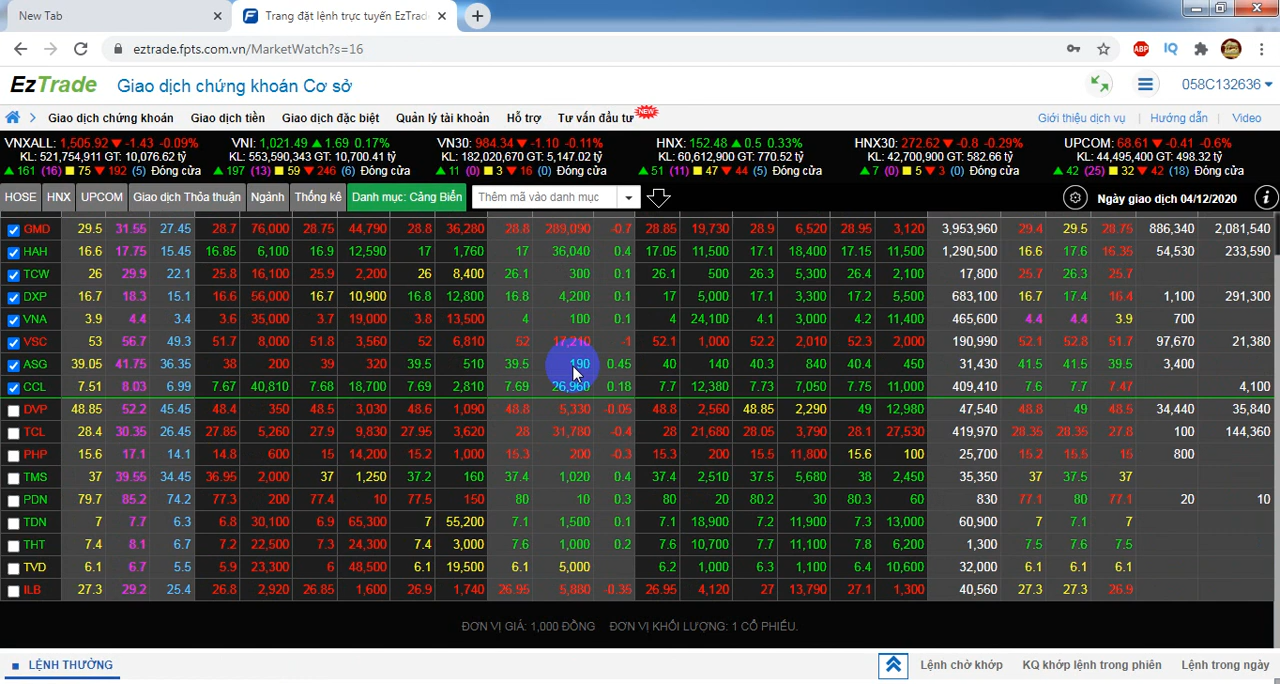 New Tab
Trang đặt lệnh trực tuyến EzTrade
eztrade.fpts.com.vn/MarketWatch?s=16
ABP IQ
EzTrade Giao dịch chứng khoán Cơ sở 058C132636
Giao dịch chứng khoán Giao dịch tiền Giao dịch đặc biệt Quản lý tài khoản Hỗ trợ Tư vấn đầu tư NEW Giới thiệu dịch vụ | Hướng dẫn | Video
VNXALL: 1,505.92 ▼ -1.43 -0.09% VNI: 1,021.49 ▲ 1.69 0.17% VN30: 984.34 ▼ -1.10 -0.11% HNX: 152.48 ▲ 0.5 0.33% HNX30: 272.62 ▼ -0.8 -0.29% UPCOM: 68.61 ▼ -0.41 -0.6%
KL: 521,754,911 GT: 10,076.62 tỷ KL: 553,590,343 GT: 10,700.41 tỷ KL: 182,020,670 GT: 5,147.02 tỷ KL: 60,612,900 GT: 770.52 tỷ KL: 42,700,900 GT: 582.66 tỷ KL: 44,495,400 GT: 498.32 tỷ
▲ 161 (16) ■ 75 ▼ 192 (5) Đóng cửa ▲ 197 (13) ■ 59 ▼ 246 (6) Đóng cửa ▲ 11 (0) ■ 3 ▼ 16 (0) Đóng cửa ▲ 51 (11) ■ 47 ▼ 44 (5) Đóng cửa ▲ 7 (0) ■ 5 ▼ 3 (0) Đóng cửa ▲ 42 (25) ■ 32 ▼ 42 (18) Đóng cửa
HOSE HNX UPCOM Giao dịch Thỏa thuận Ngành Thống kê Danh mục: Cảng Biển Thêm mã vào danh mục Ngày giao dịch 04/12/2020
GMD 29.5 31.55 27.45 28.7 76,000 28.75 44,790 28.8 36,280 28.8 289,090 -0.7 28.85 19,730 28.9 6,520 28.95 3,120 3,953,960 29.4 29.5 28.75 886,340 2,081,540
HAH 16.6 17.75 15.45 16.85 6,100 16.9 12,590 17 1,760 17 36,040 0.4 17.05 11,500 17.1 18,400 17.15 11,500 1,290,500 16.6 17.6 16.35 54,530 233,590
TCW 26 29.9 22.1 25.8 16,100 25.9 2,200 26 8,400 26.1 300 0.1 26.1 500 26.3 5,300 26.4 2,100 17,800 25.7 26.3 25.7
DXP 16.7 18.3 15.1 16.6 56,000 16.7 10,900 16.8 12,800 16.8 4,200 0.1 17 5,000 17.1 3,300 17.2 5,500 683,100 16.7 17.4 16.4 1,100 291,300
VNA 3.9 4.4 3.4 3.6 35,000 3.7 19,000 3.8 13,500 4 100 0.1 4 24,100 4.1 3,000 4.2 11,400 465,600 4.4 4.4 3.9 700
VSC 53 56.7 49.3 51.7 8,000 51.8 3,560 52 6,810 52 17,210 -1 52.1 1,000 52.2 2,010 52.3 2,000 190,990 52.1 52.8 51.7 97,670 21,380
ASG 39.05 41.75 36.35 38 200 39 320 39.5 510 39.5 190 0.45 40 140 40.3 840 40.4 450 31,430 41.5 41.5 39.5 3,400
CCL 7.51 8.03 6.99 7.67 40,810 7.68 18,700 7.69 2,810 7.69 26,960 0.18 7.7 12,380 7.73 7,050 7.75 11,000 409,410 7.6 7.7 7.47 4,100
DVP 48.85 52.2 45.45 48.4 350 48.5 3,030 48.6 1,090 48.8 5,330 -0.05 48.8 2,560 48.85 2,290 49 12,980 47,540 48.8 49 48.5 34,440 35,840
TCL 28.4 30.35 26.45 27.85 5,260 27.9 9,830 27.95 3,620 28 31,780 -0.4 28 21,680 28.05 3,790 28.1 27,530 419,970 28.35 28.35 27.8 100 144,360
PHP 15.6 17.1 14.1 14.8 600 15 14,200 15.2 1,000 15.3 200 -0.3 15.3 200 15.5 11,800 15.6 100 25,700 15.2 15.5 15 800
TMS 37 39.55 34.45 36.95 2,000 37 1,250 37.2 160 37.4 1,020 0.4 37.4 2,510 37.5 5,680 38 2,450 35,350 37 37.5 37
PDN 79.7 85.2 74.2 77.3 200 77.4 10 77.5 150 80 10 0.3 80 20 80.2 30 80.3 60 830 77.1 80 77.1 20 10
TDN 7 7.7 6.3 6.8 30,100 6.9 65,300 7 55,200 7.1 1,500 0.1 7.1 18,900 7.2 11,900 7.3 13,000 60,900 7 7.1 7
THT 7.4 8.1 6.7 7.2 22,500 7.3 24,300 7.4 3,000 7.6 1,000 0.2 7.6 10,700 7.7 11,100 7.8 6,200 1,300 7.5 7.6 7.5
TVD 6.1 6.7 5.5 5.9 23,300 6 48,500 6.1 19,500 6.1 5,000 6.2 1,000 6.3 1,100 6.4 10,600 32,000 6.1 6.1 6.1
ILB 27.3 29.2 25.4 26.8 2,920 26.85 1,600 26.9 1,740 26.95 5,880 -0.35 26.95 4,120 27 13,790 27.1 1,300 40,560 27.3 27.3 26.9
ĐƠN VỊ GIÁ: 1,000 ĐỒNG ĐƠN VỊ KHỐI LƯỢNG: 1 CỔ PHIẾU.
LỆNH THƯỜNG Lệnh chờ khớp KQ khớp lệnh trong phiên Lệnh trong ngày